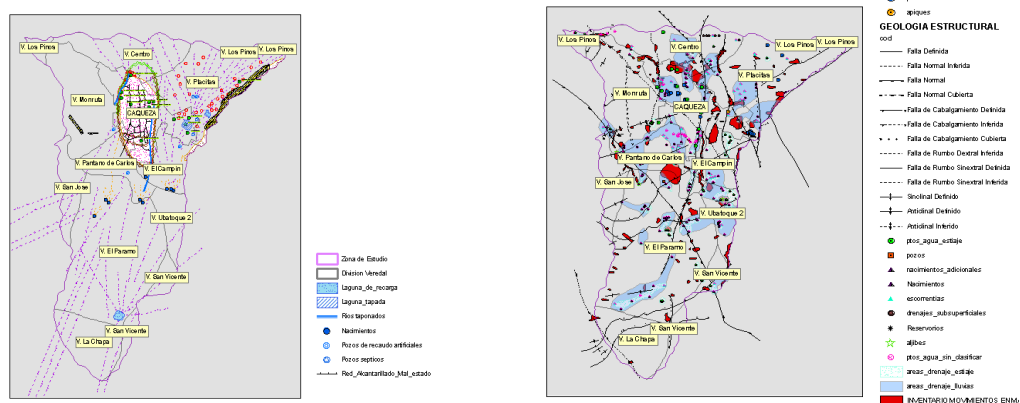 V. Los Pinos
V. Centro
V. Los Pinos
V. Los Pinos
V. Placitas
V. Monruta
CAQUEZA
V. Pantano de Carlos
V. El Campin
V. San Jose
V. Ubatoque 2
V. El Paramo
V. San Vicente
V. San Vicente
V. La Chapa
Zona de Estudio
Division Veredal
Laguna_de_recarga
Laguna_tapada
Rios taponados
Nacimientos
Pozos de recaudo artificiales
Pozos septicos
Red_Alcantarillado_Mal_estado
V. Los Pinos
V. Centro
V. Los Pinos
V. Los Pinos
V. Placitas
V. Monruta
CAQUEZA
V. Pantano de Carlos
V. El Campin
V. San Jose
V. Ubatoque 2
V. El Paramo
V. San Vicente
V. San Vicente
V. La Chapa
apiques
GEOLOGIA ESTRUCTURAL
cod
Falla Definida
Falla Normal Inferida
Falla Normal
Falla Normal Cubierta
Falla de Cabalgamiento Definida
Falla de Cabalgamiento Inferida
Falla de Cabalgamiento Cubierta
Falla de Rumbo Dextral Inferida
Falla de Rumbo Sinextral Definida
Falla de Rumbo Sinextral Inferida
Sinclinal Definido
Anticlinal Definido
Anticlinal Inferido
ptos_agua_estiaje
pozos
nacimientos_adicionales
Nacimientos
escorrentias
drenajes_subsuperficiales
Reservorios
aljibes
ptos_agua_sin_clasificar
areas_drenaje_estiaje
areas_drenaje_lluvias
INVENTARIO MOVIMIENTOS ENMA